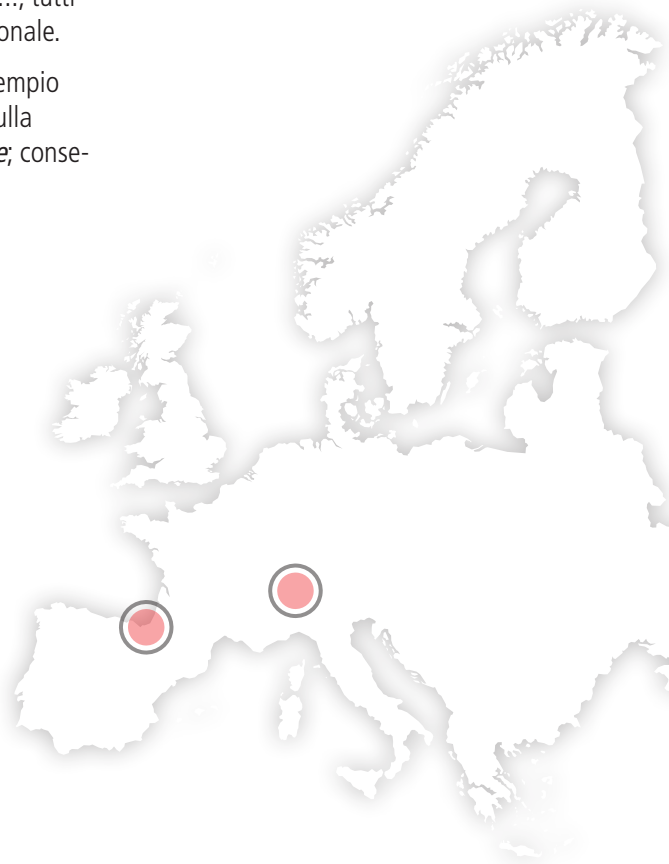 ..., tutti
onale.
empio
ulla
e; conse-